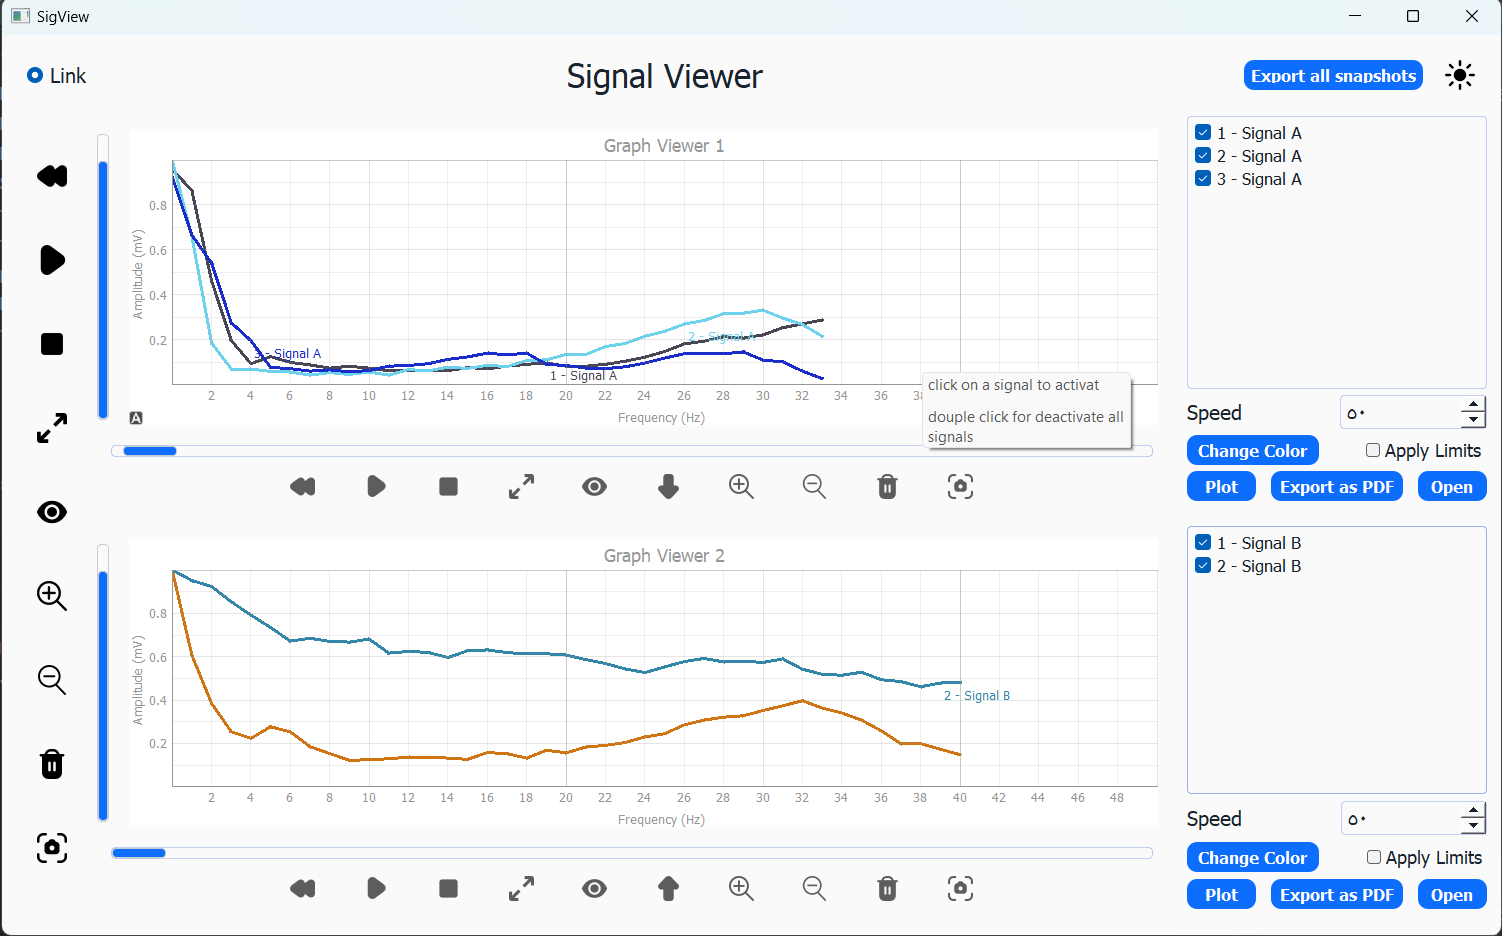 SigView
Link
Signal Viewer
Export all snapshots
Graph Viewer 1
Amplitude (mV)
0.8
0.6
0.4
0.2
3 - Signal A
2 - Signal A
1 - Signal A
2 4 6 8 10 12 14 16 18 20 22 24 26 28 30 32 34 36
Frequency (Hz)
A
click on a signal to activat
douple click for deactivate all
signals
1 - Signal A
2 - Signal A
3 - Signal A
Speed
٥٠
Change Color
Apply Limits
Plot
Export as PDF
Open
Graph Viewer 2
Amplitude (mV)
0.8
0.6
0.4
0.2
2 - Signal B
2 4 6 8 10 12 14 16 18 20 22 24 26 28 30 32 34 36 38 40 42 44 46 48
Frequency (Hz)
1 - Signal B
2 - Signal B
Speed
٥٠
Change Color
Apply Limits
Plot
Export as PDF
Open